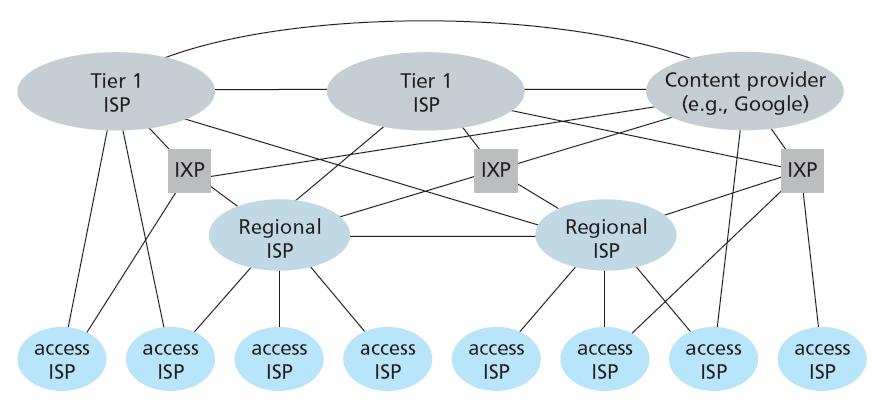 Tier 1
ISP
Tier 1
ISP
Content provider
(e.g., Google)
IXP
IXP
IXP
Regional
ISP
Regional
ISP
access
ISP
access
ISP
access
ISP
access
ISP
access
ISP
access
ISP
access
ISP
access
ISP